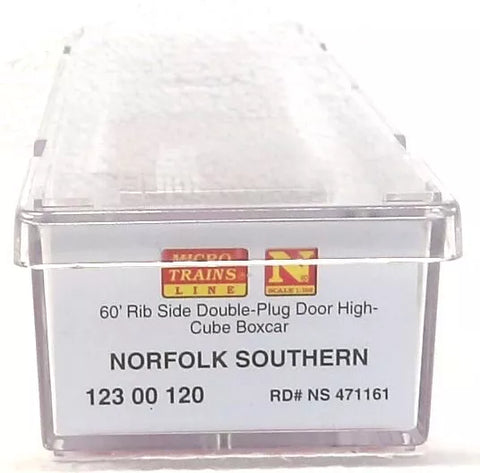 MICRO
TRAINS
LINE
N
SCALE 1:160
60' Rib Side Double-Plug Door High-
Cube Boxcar
NORFOLK SOUTHERN
123 00 120 RD# NS 471161